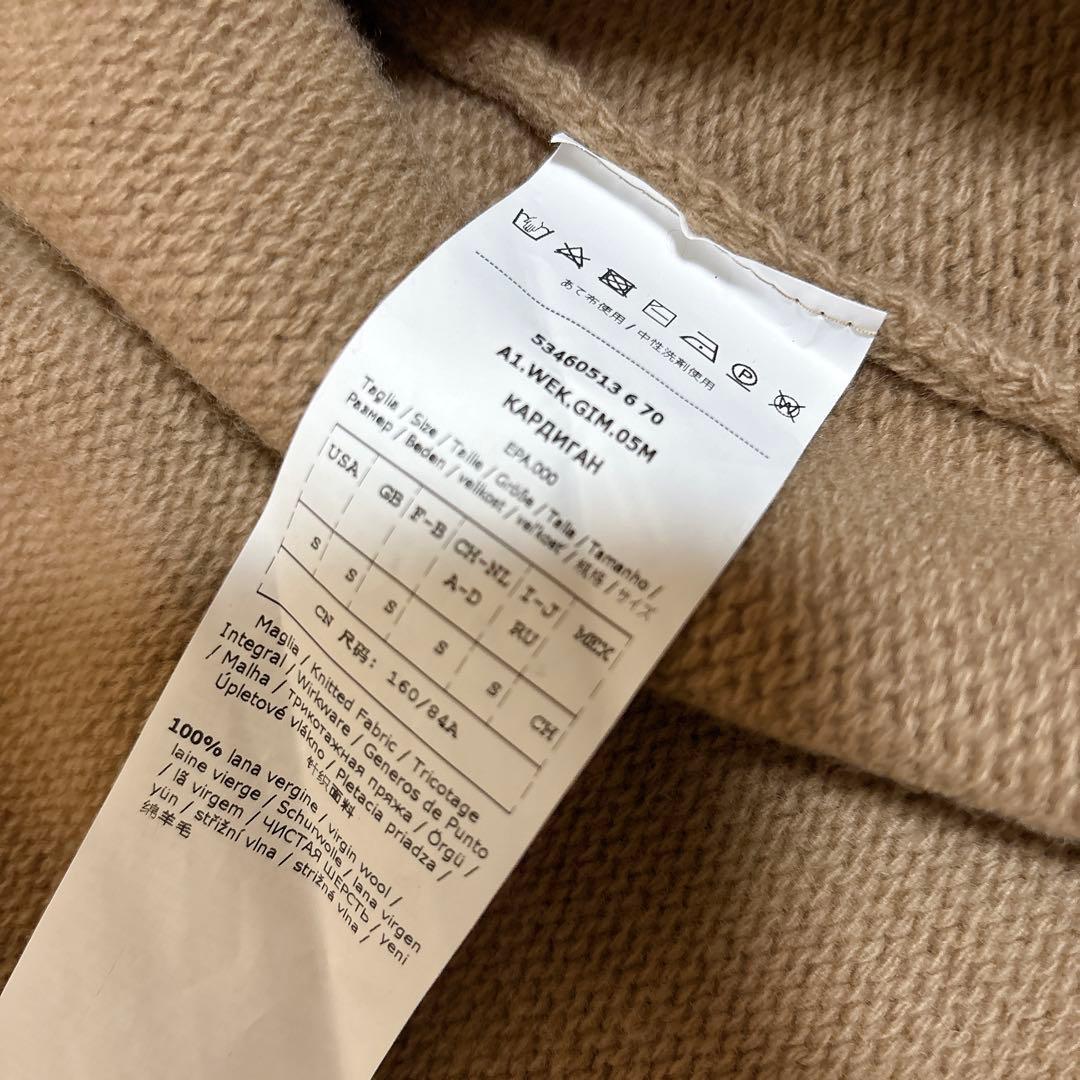 あて布使用 / 中性洗剤使用
53460513 6 70
A1.WEK.GIM.05M
КАРДИГАН
EPA.000
Taglia / Size / Taille / Größe / Talla / Tamanho /
Размер / Beden / velikost / veľkosť / 规格 / サイズ
USA GB F-B CH-NL I-J MEX
A-D RU
S S S S S CH
CN 尺码: 160/84A
Maglia / Knitted Fabric / Tricotage
Integral / Wirkware / Generos de Punto
/ Malha / трикотажная пряжа / Örgü /
Úpletové vlákno / Pletacia priadza /
针织面料
100% lana vergine / virgin wool /
laine vierge / Schurwolle / lana virgen
/ lã virgem / ЧИСТАЯ ШЕРСТЬ / yeni
yün / střižní vlna / strižná vlna /
绵羊毛